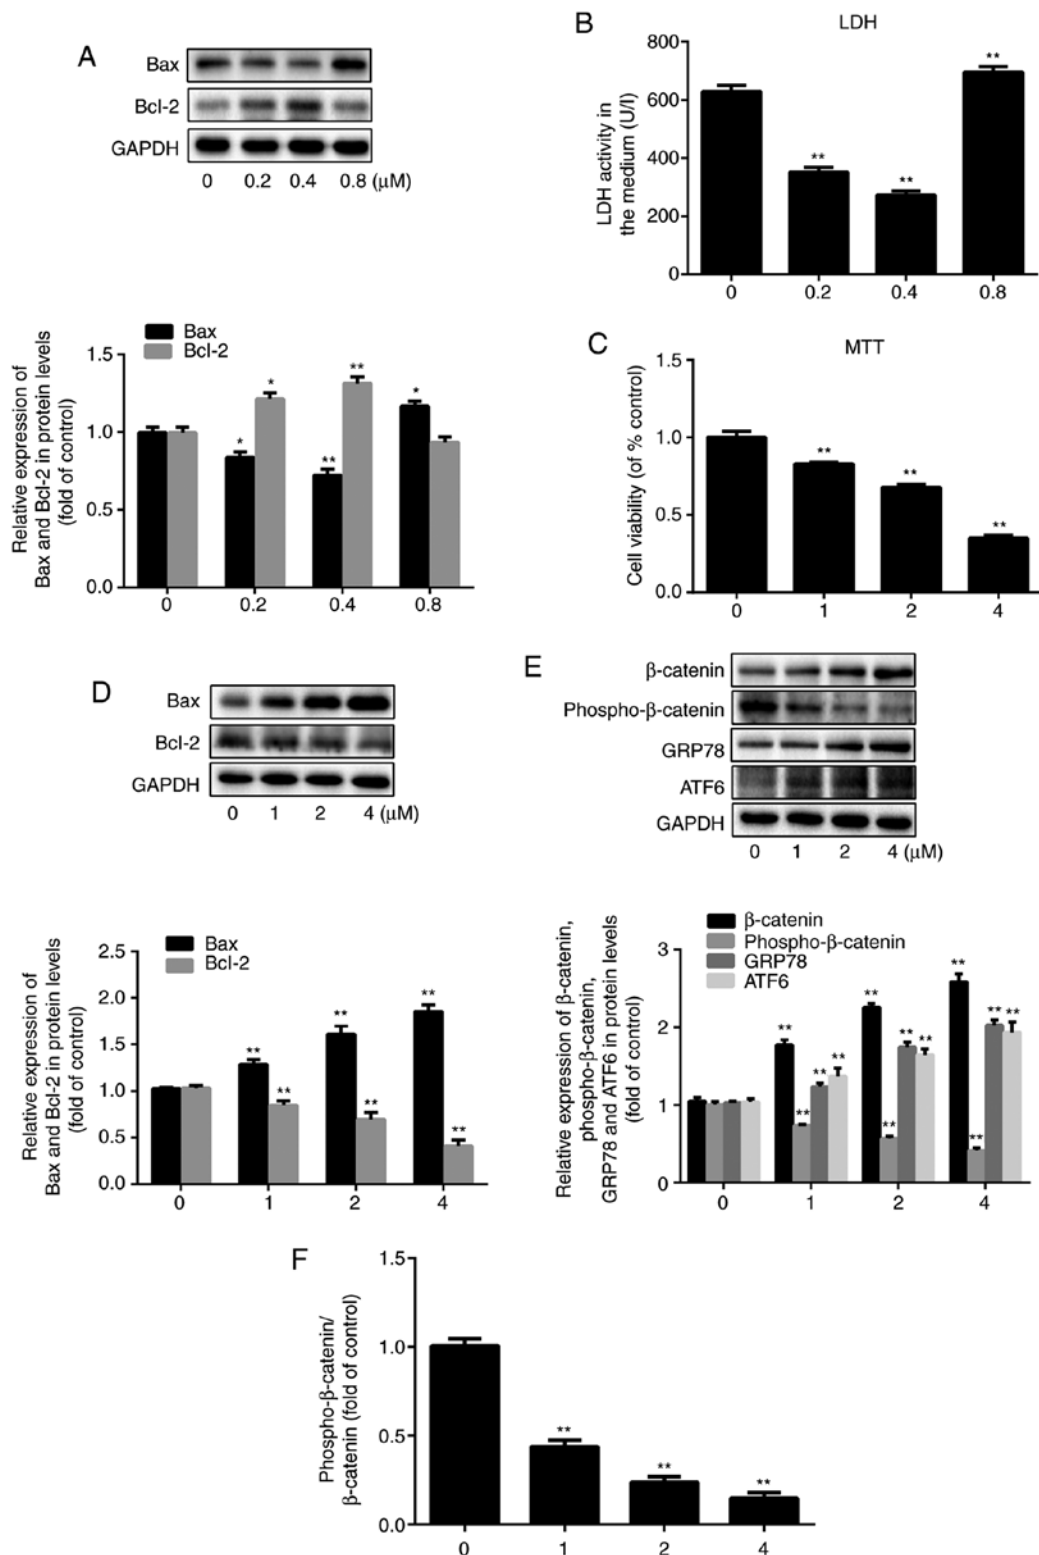 A
Bax
Bcl-2
GAPDH
0 0.2 0.4 0.8 (μM)
Relative expression of
Bax and Bcl-2 in protein levels
(fold of control)
Bax
Bcl-2
1.5
1.0
0.5
0.0
*
*
**
**
*
0 0.2 0.4 0.8
B
LDH
LDH activity in
the medium (U/l)
800
600
400
200
0
**
**
**
0 0.2 0.4 0.8
C
MTT
Cell viability (of % control)
1.5
1.0
0.5
0.0
**
**
**
0 1 2 4
D
Bax
Bcl-2
GAPDH
0 1 2 4 (μM)
Relative expression of
Bax and Bcl-2 in protein levels
(fold of control)
Bax
Bcl-2
2.5
2.0
1.5
1.0
0.5
0.0
**
**
**
**
**
**
0 1 2 4
E
β-catenin
Phospho-β-catenin
GRP78
ATF6
GAPDH
0 1 2 4 (μM)
Relative expression of β-catenin,
phospho-β-catenin,
GRP78 and ATF6 in protein levels
(fold of control)
β-catenin
Phospho-β-catenin
GRP78
ATF6
3
2
1
0
**
**
**
**
**
**
**
**
**
**
**
**
0 1 2 4
F
Phospho-β-catenin/
β-catenin (fold of control)
1.5
1.0
0.5
0.0
**
**
**
0 1 2 4